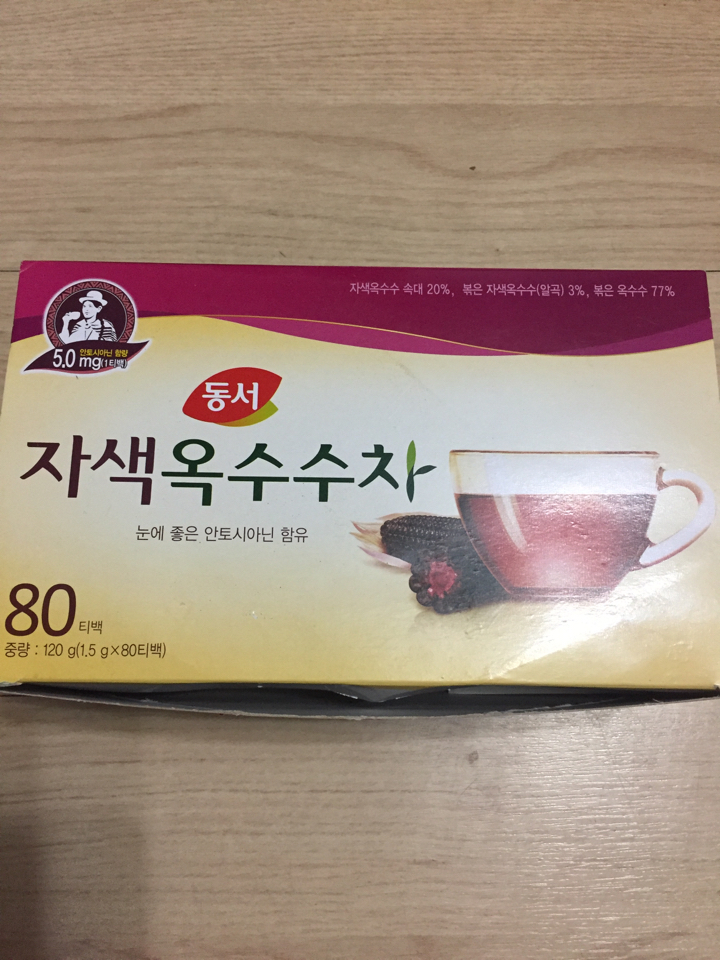 자색옥수수 속대 20%, 볶은 자색옥수수(알곡) 3%, 볶은 옥수수 77%
안토시아닌 함량
5.0 mg(1티백)
동서
자색옥수수차
눈에 좋은 안토시아닌 함유
80티백
중량 : 120 g(1.5 g×80티백)